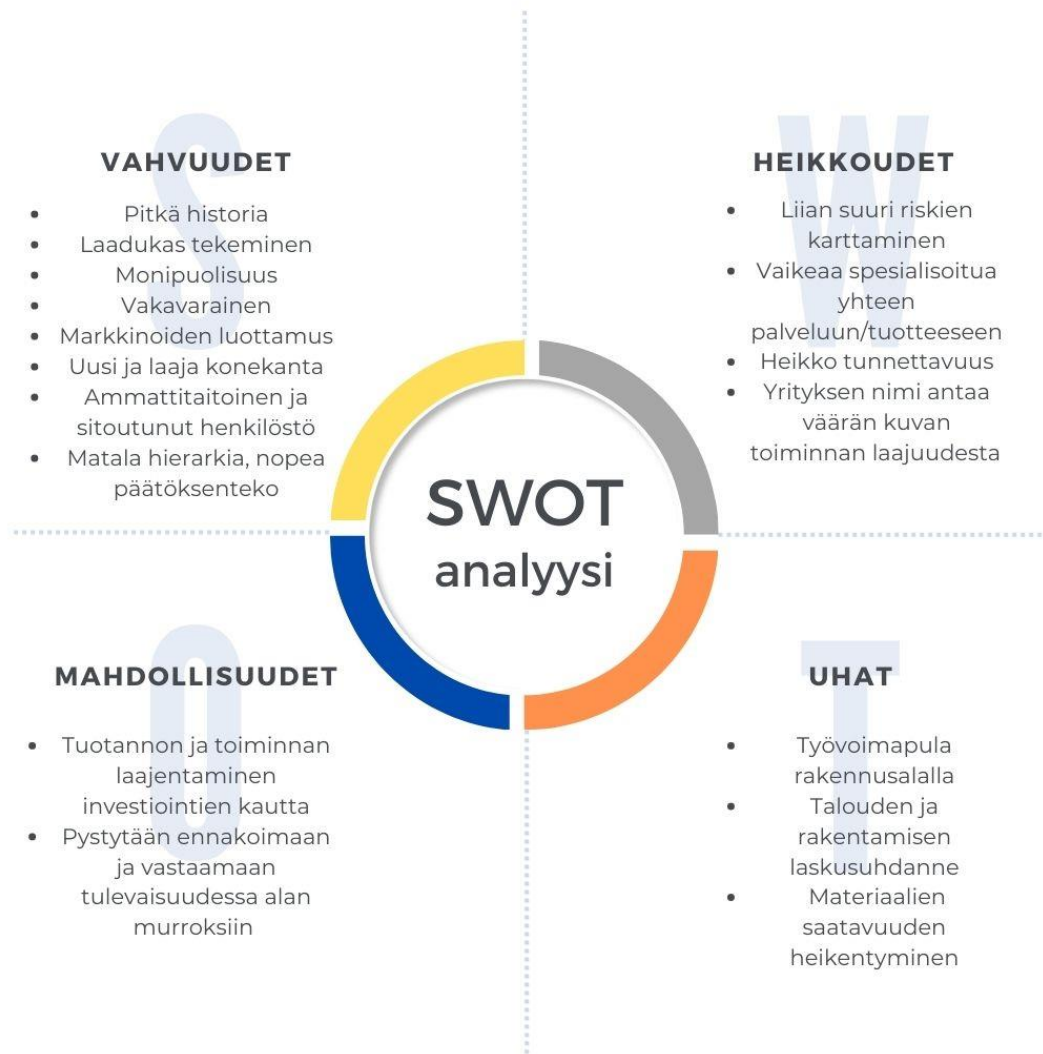 VAHVUUDET
• Pitkä historia
• Laadukas tekeminen
• Monipuolisuus
• Vakavarainen
• Markkinoiden luottamus
• Uusi ja laaja konekanta
• Ammattitaitoinen ja
sitoutunut henkilöstö
• Matala hierarkia, nopea
päätöksenteko
S
HEIKKOUDET
• Liian suuri riskien
karttaminen
• Vaikeaa spesialisoitua
yhteen
palveluun/tuotteeseen
• Heikko tunnettavuus
• Yrityksen nimi antaa
väärän kuvan
toiminnan laajuudesta
W
SWOT
analyysi
MAHDOLLISUUDET
• Tuotannon ja toiminnan
laajentaminen
investiointien kautta
• Pystytään ennakoimaan
ja vastaamaan
tulevaisuudessa alan
murroksiin
O
UHAT
• Työvoimapula
rakennusalalla
• Talouden ja
rakentamisen
laskusuhdanne
• Materiaalien
saatavuuden
heikentyminen
T